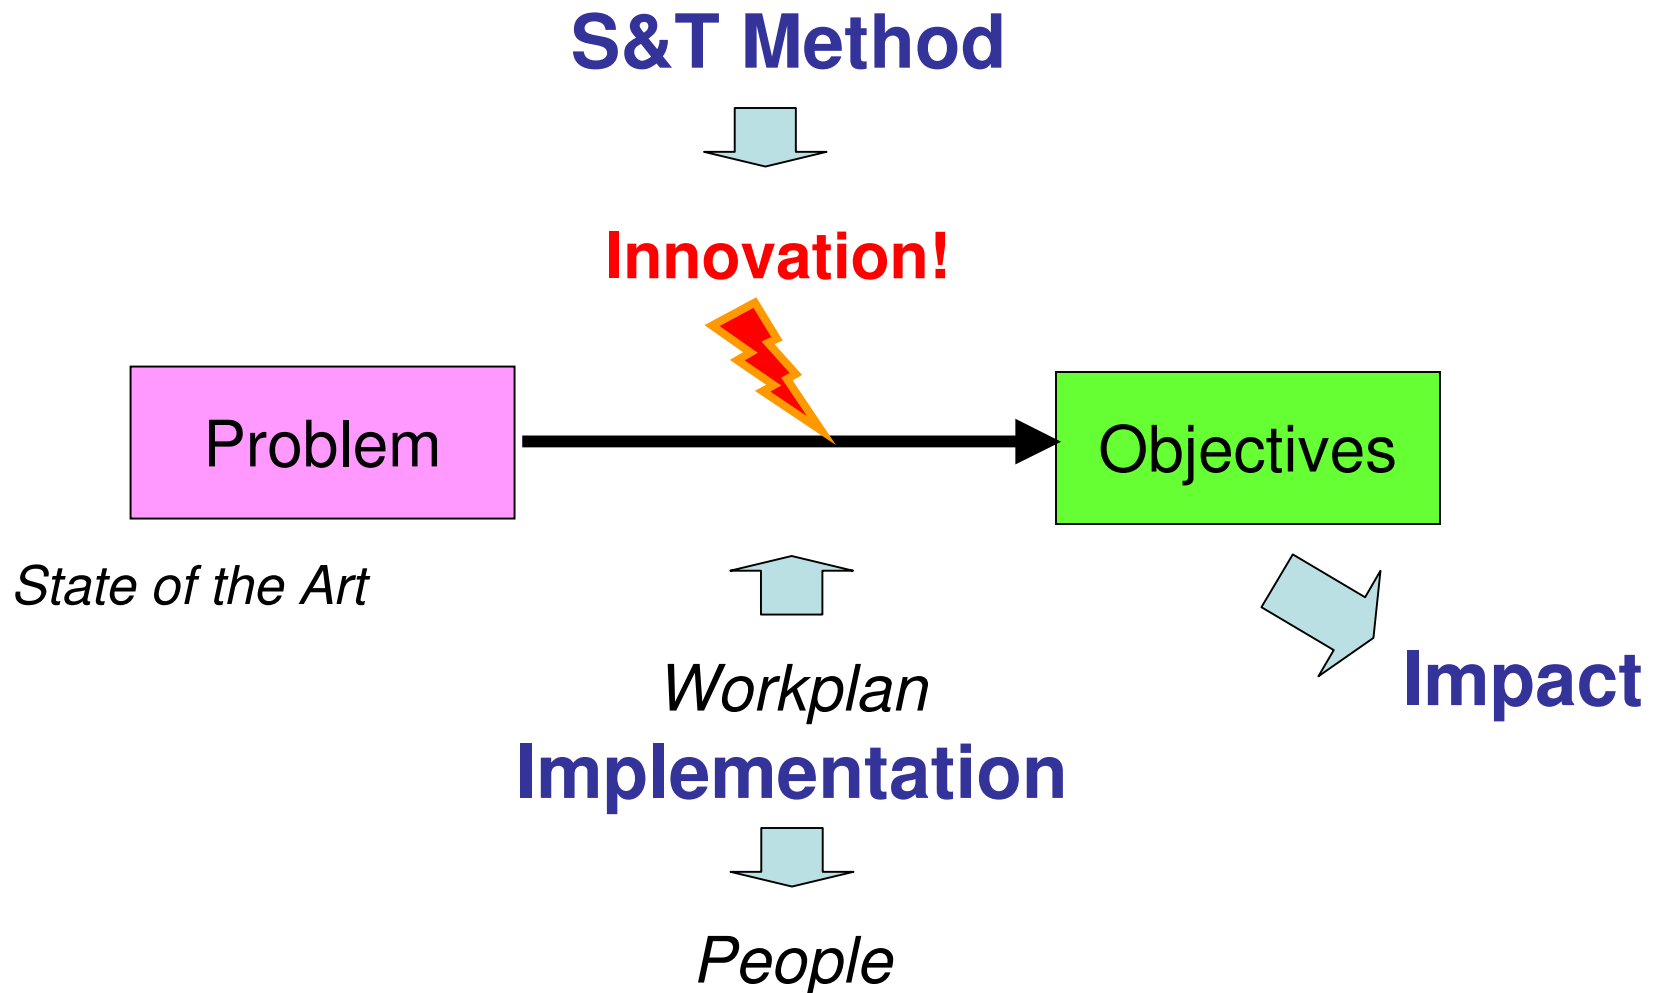 S&T Method
Innovation!
Problem
Objectives
State of the Art
Workplan
Impact
Implementation
People